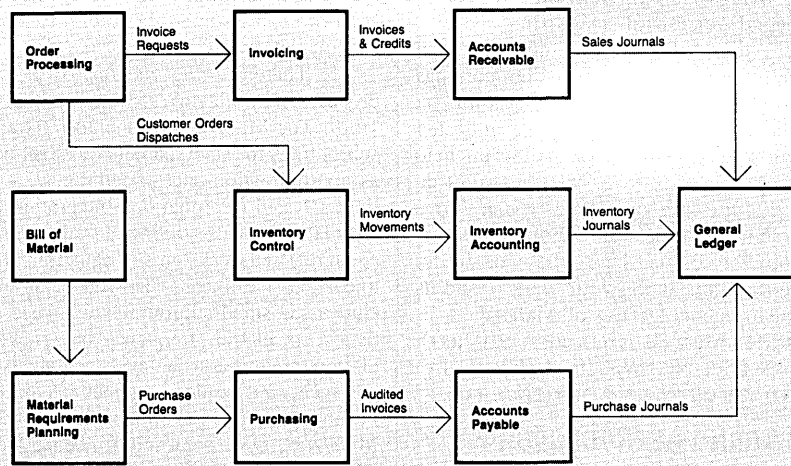 Order
Processing
Invoice
Requests
Invoicing
Invoices
& Credits
Accounts
Receivable
Sales Journals
Customer Orders
Dispatches
Bill of
Material
Inventory
Control
Inventory
Movements
Inventory
Accounting
Inventory
Journals
General
Ledger
Material
Requirements
Planning
Purchase
Orders
Purchasing
Audited
Invoices
Accounts
Payable
Purchase Journals